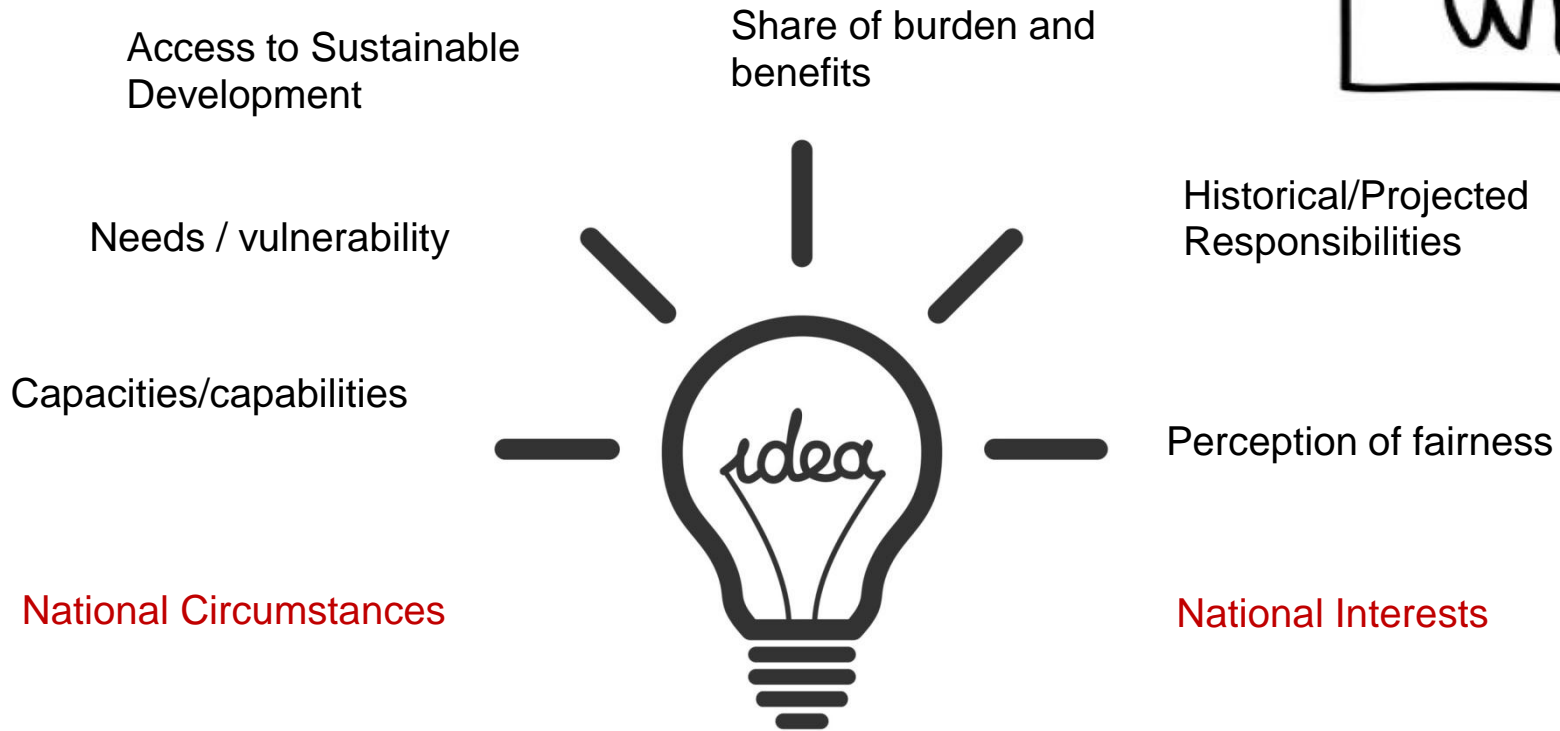 Access to Sustainable
Development
Share of burden and
benefits
Needs / vulnerability
Historical/Projected
Responsibilities
Capacities/capabilities
idea
Perception of fairness
National Circumstances
National Interests